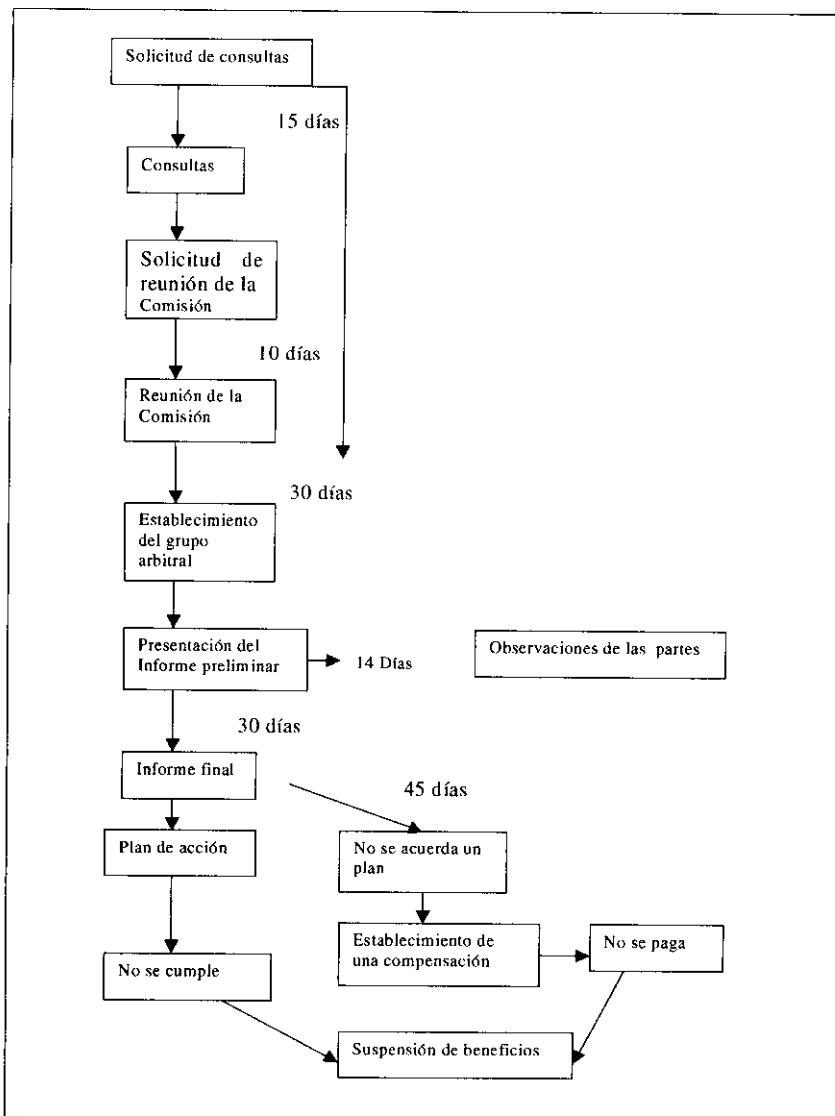 Solicitud de consultas
15 días
Consultas
Solicitud de
reunión de la
Comisión
10 días
Reunión de la
Comisión
30 días
Establecimiento
del grupo
arbitral
Presentación del
Informe preliminar
14 Días
Observaciones de las partes
30 días
Informe final
45 días
Plan de acción
No se acuerda un
plan
Establecimiento de
una compensación
No se paga
No se cumple
Suspensión de beneficios